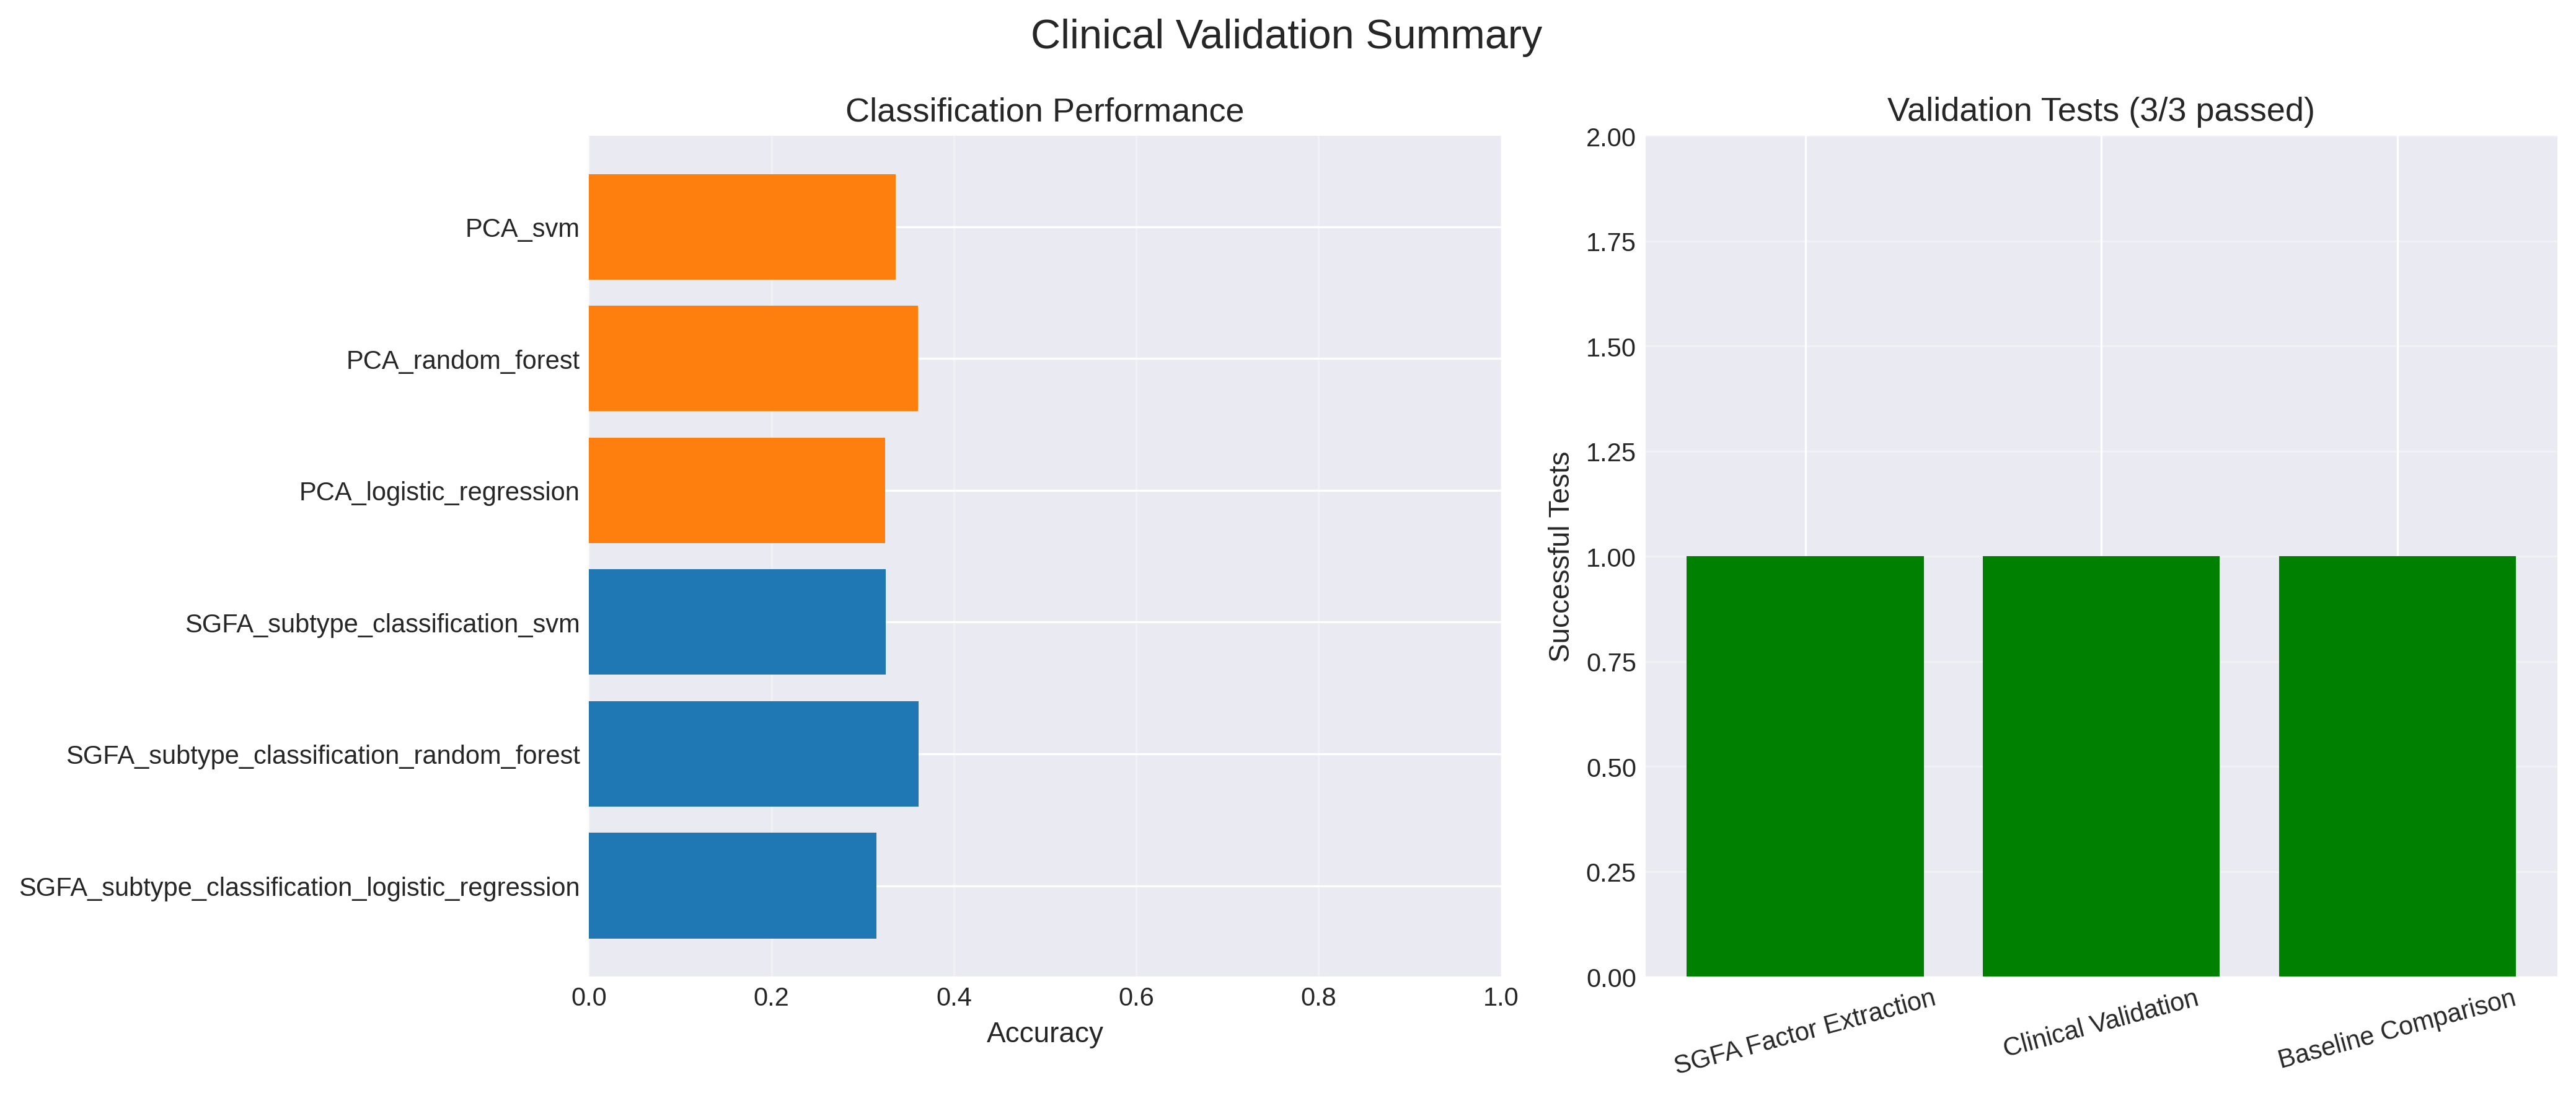 Clinical Validation Summary
Classification Performance
PCA_svm
PCA_random_forest
PCA_logistic_regression
SGFA_subtype_classification_svm
SGFA_subtype_classification_random_forest
SGFA_subtype_classification_logistic_regression
0.0 0.2 0.4 0.6 0.8 1.0
Accuracy
Validation Tests (3/3 passed)
Successful Tests
2.00
1.75
1.50
1.25
1.00
0.75
0.50
0.25
0.00
SGFA Factor Extraction
Clinical Validation
Baseline Comparison